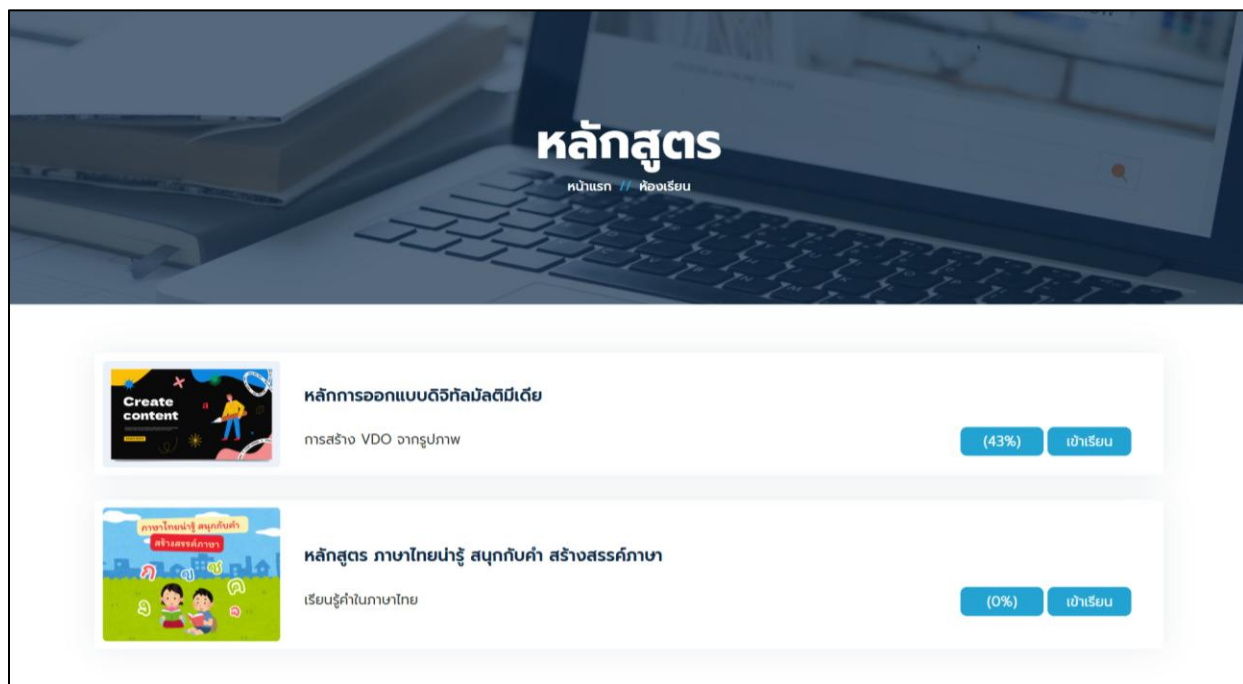 หลักสูตร
หน้าแรก // ห้องเรียน
Create
content
หลักการออกแบบดิจิทัลมัลติมีเดีย
การสร้าง VDO จากรูปภาพ
(43%)
เข้าเรียน
ภาษาไทยน่ารู้ สนุกกับคำ
สร้างสรรค์ภาษา
หลักสูตร ภาษาไทยน่ารู้ สนุกกับคำ สร้างสรรค์ภาษา
เรียนรู้คำในภาษาไทย
(0%)
เข้าเรียน